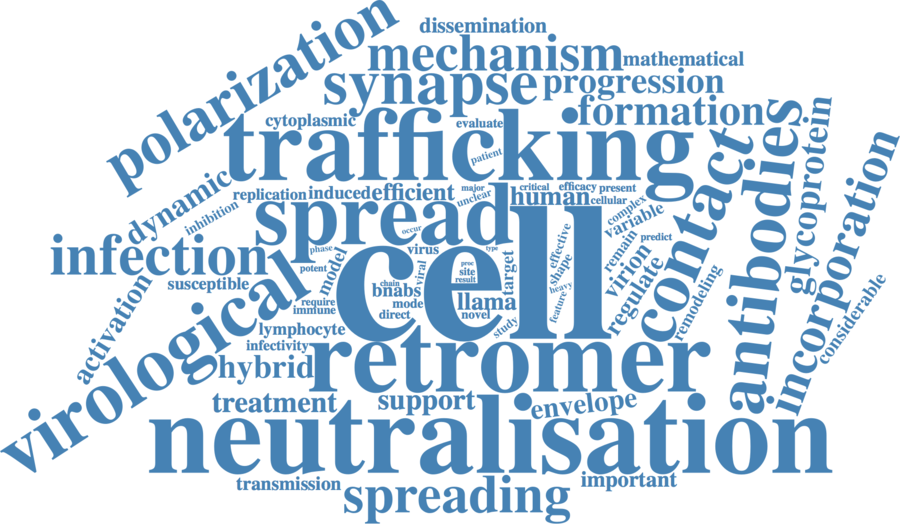 dissemination
polarization
mechanism
mathematical
synapse
progression
formation
cytoplasmic
evaluate
trafficking
patient
antibodies
glycoprotein
contact
incorporation
dynamic
replication
induced
efficient
major
unclear
human
critical
efficacy
present
cellular
complex
variable
inhibition
spread
occur
infection
phase
virus
type
effective
remain
predict
susceptible
potent
model
viral
proc
site
result
target
shape
virion
regulate
remodeling
cell
activation
require
immune
chain
bnabs
mode
direct
llama
novel
heavy
feature
study
considerable
virological
lymphocyte
infectivity
hybrid
retromer
treatment
support
envelope
neutralisation
transmission
spreading
important